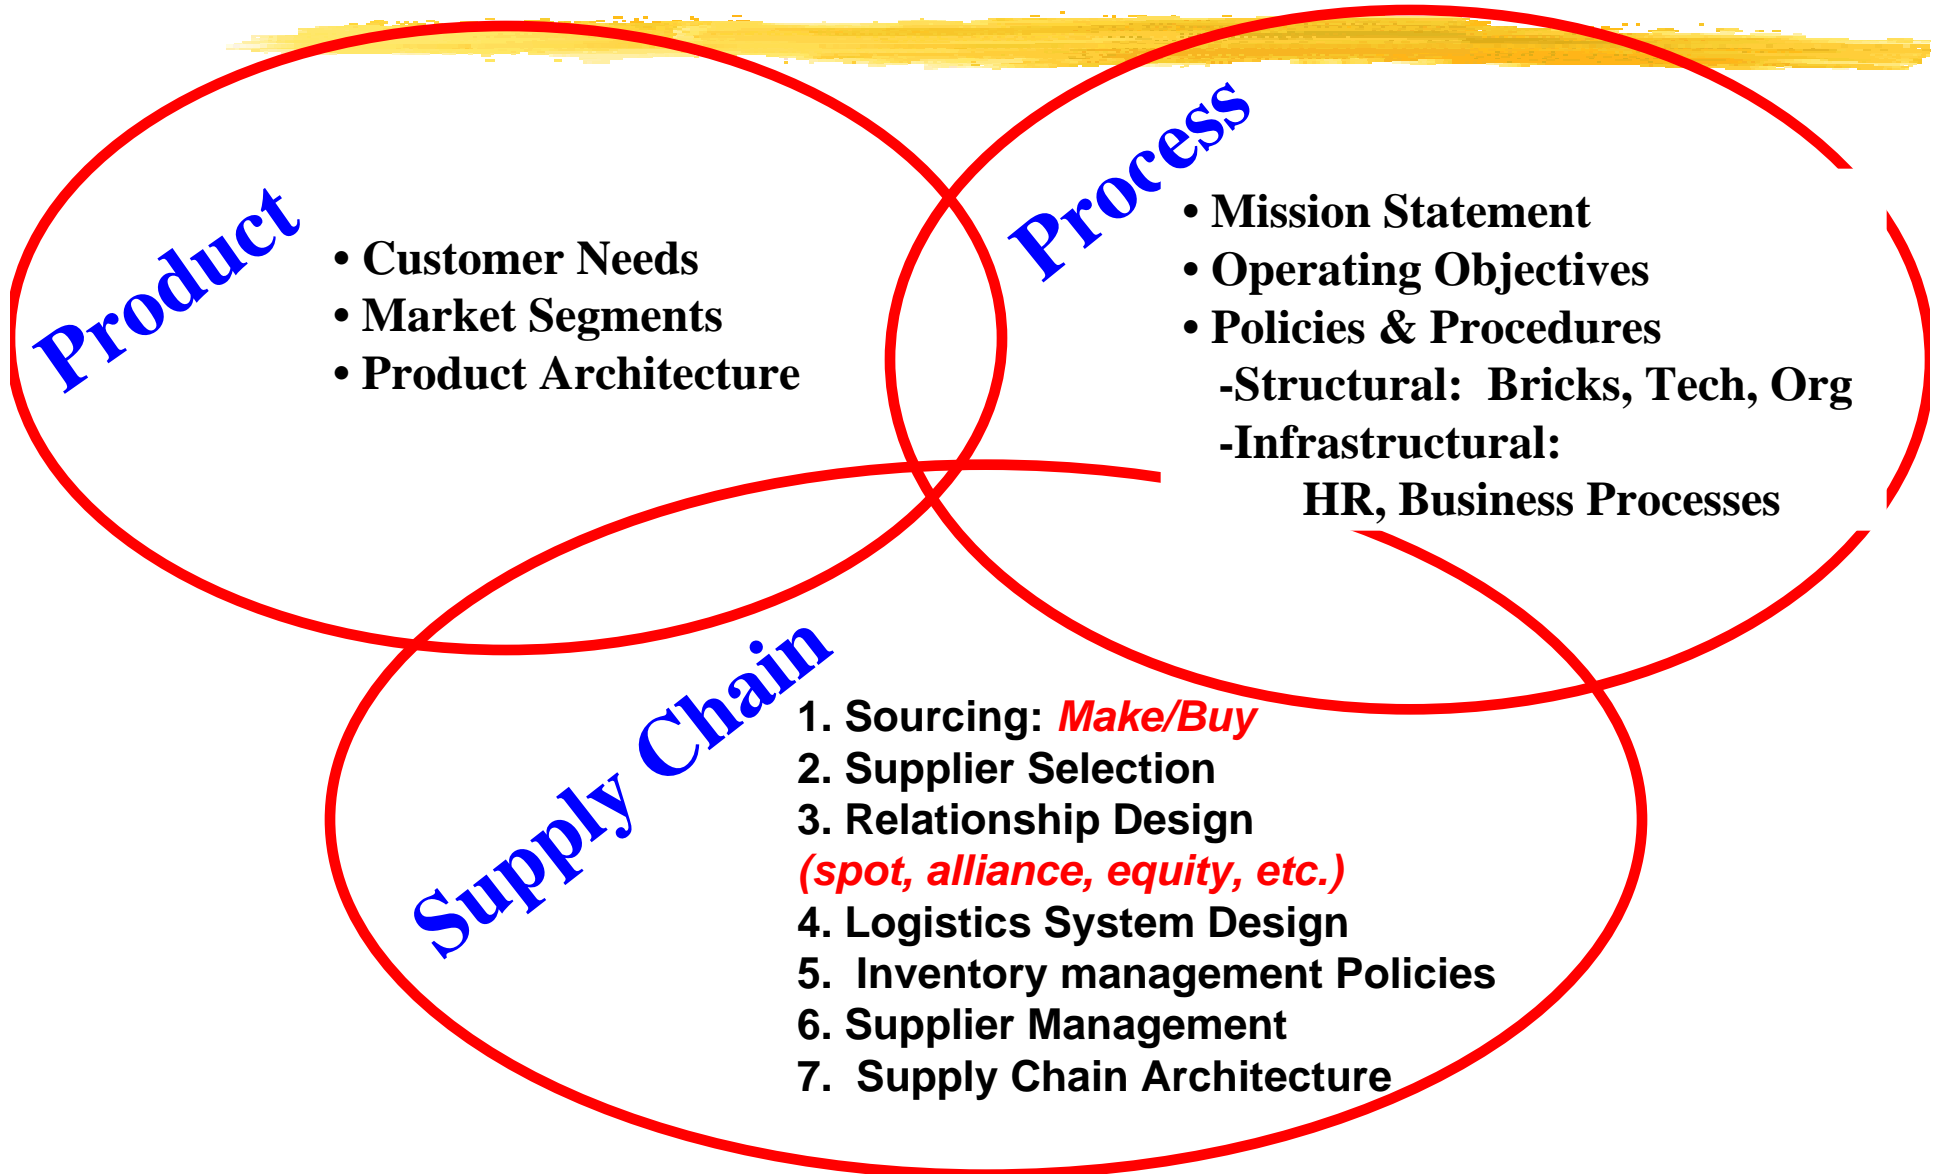 Product
• Customer Needs
• Market Segments
• Product Architecture
Process
• Mission Statement
• Operating Objectives
• Policies & Procedures
-Structural:  Bricks, Tech, Org
-Infrastructural:
HR, Business Processes
Supply Chain
1. Sourcing: Make/Buy
2. Supplier Selection
3. Relationship Design
(spot, alliance, equity, etc.)
4. Logistics System Design
5.  Inventory management Policies
6. Supplier Management
7.  Supply Chain Architecture